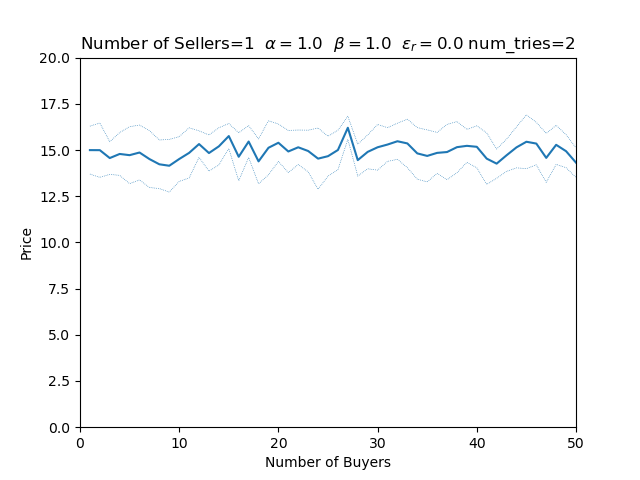 Number of Sellers=1 α = 1.0 β = 1.0 εᵣ = 0.0 num_tries=2
20.0
17.5
15.0
12.5
10.0
7.5
5.0
2.5
0.0
Price
0 10 20 30 40 50
Number of Buyers